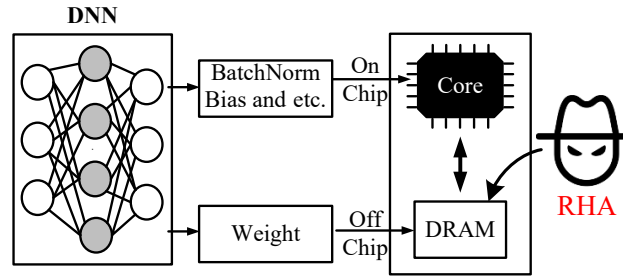 DNN
BatchNorm
Bias and etc.
On
Chip
Core
Weight
Off
Chip
DRAM
RHA